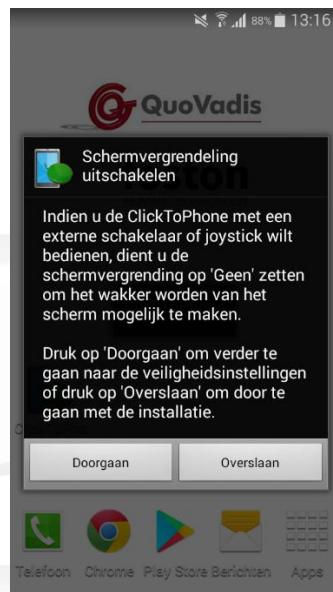 88% 13:16
QuoVadis
Schermvergrendeling
uitschakelen
Indien u de ClickToPhone met een
externe schakelaar of joystick wilt
bedienen, dient u de
schermvergrending op 'Geen' zetten
om het wakker worden van het
scherm mogelijk te maken.
Druk op 'Doorgaan' om verder te
gaan naar de veiligheidsinstellingen
of druk op 'Overslaan' om door te
gaan met de installatie.
Doorgaan Overslaan
Telefoon Chrome Play Store Berichten Apps